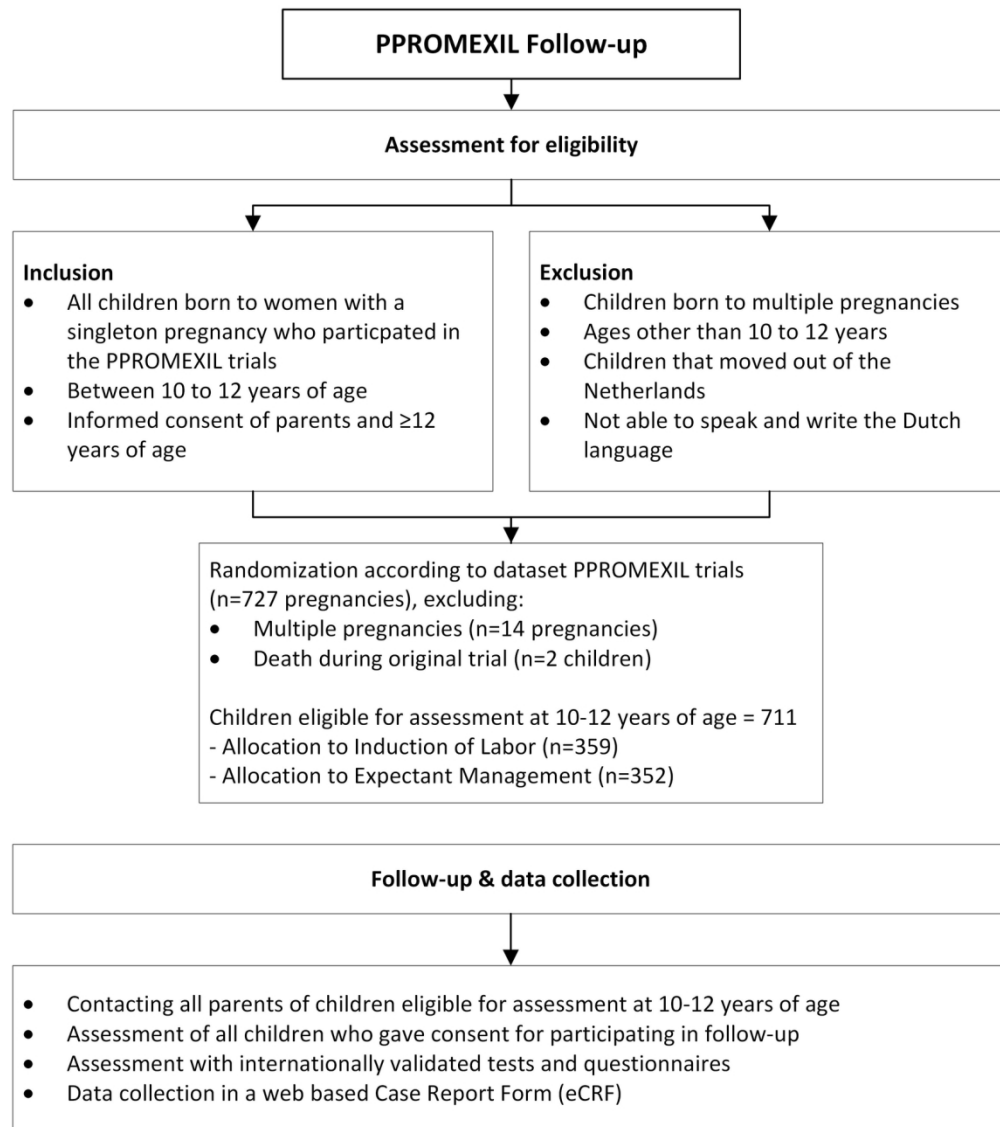 PPROMEXIL Follow-up
Assessment for eligibility
Inclusion
• All children born to women with a
singleton pregnancy who particpated in
the PPROMEXIL trials
• Between 10 to 12 years of age
• Informed consent of parents and ≥12
years of age
Exclusion
• Children born to multiple pregnancies
• Ages other than 10 to 12 years
• Children that moved out of the
Netherlands
• Not able to speak and write the Dutch
language
Randomization according to dataset PPROMEXIL trials
(n=727 pregnancies), excluding:
• Multiple pregnancies (n=14 pregnancies)
• Death during original trial (n=2 children)
Children eligible for assessment at 10-12 years of age = 711
- Allocation to Induction of Labor (n=359)
- Allocation to Expectant Management (n=352)
Follow-up & data collection
• Contacting all parents of children eligible for assessment at 10-12 years of age
• Assessment of all children who gave consent for participating in follow-up
• Assessment with internationally validated tests and questionnaires
• Data collection in a web based Case Report Form (eCRF)